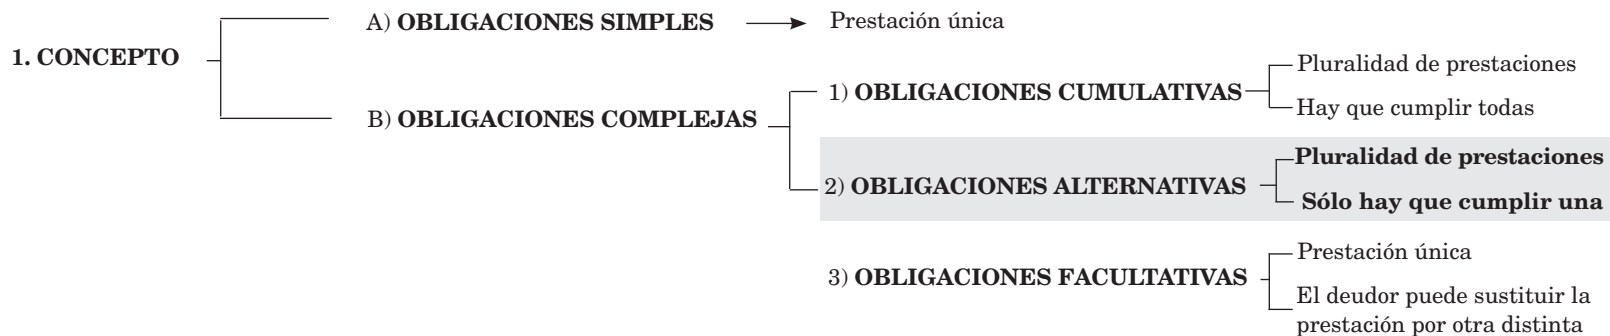 1. CONCEPTO
A) OBLIGACIONES SIMPLES
Prestación única
B) OBLIGACIONES COMPLEJAS
1) OBLIGACIONES CUMULATIVAS
Pluralidad de prestaciones
Hay que cumplir todas
2) OBLIGACIONES ALTERNATIVAS
Pluralidad de prestaciones
Sólo hay que cumplir una
3) OBLIGACIONES FACULTATIVAS
Prestación única
El deudor puede sustituir la
prestación por otra distinta